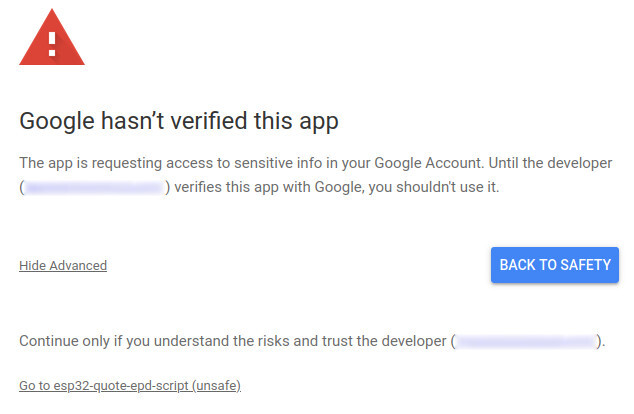 Google hasn’t verified this app
The app is requesting access to sensitive info in your Google Account. Until the developer
() verifies this app with Google, you shouldn't use it.
Hide Advanced
BACK TO SAFETY
Continue only if you understand the risks and trust the developer ().
Go to esp32-quote-epd-script (unsafe)